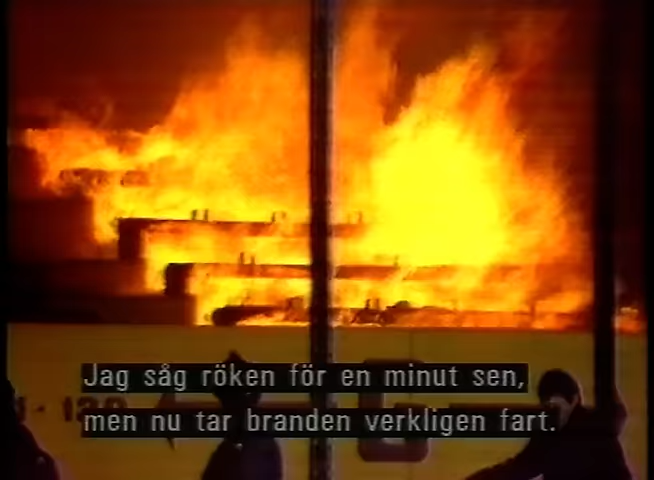 Jag såg röken för en minut sen,
men nu tar branden verkligen fart.
G